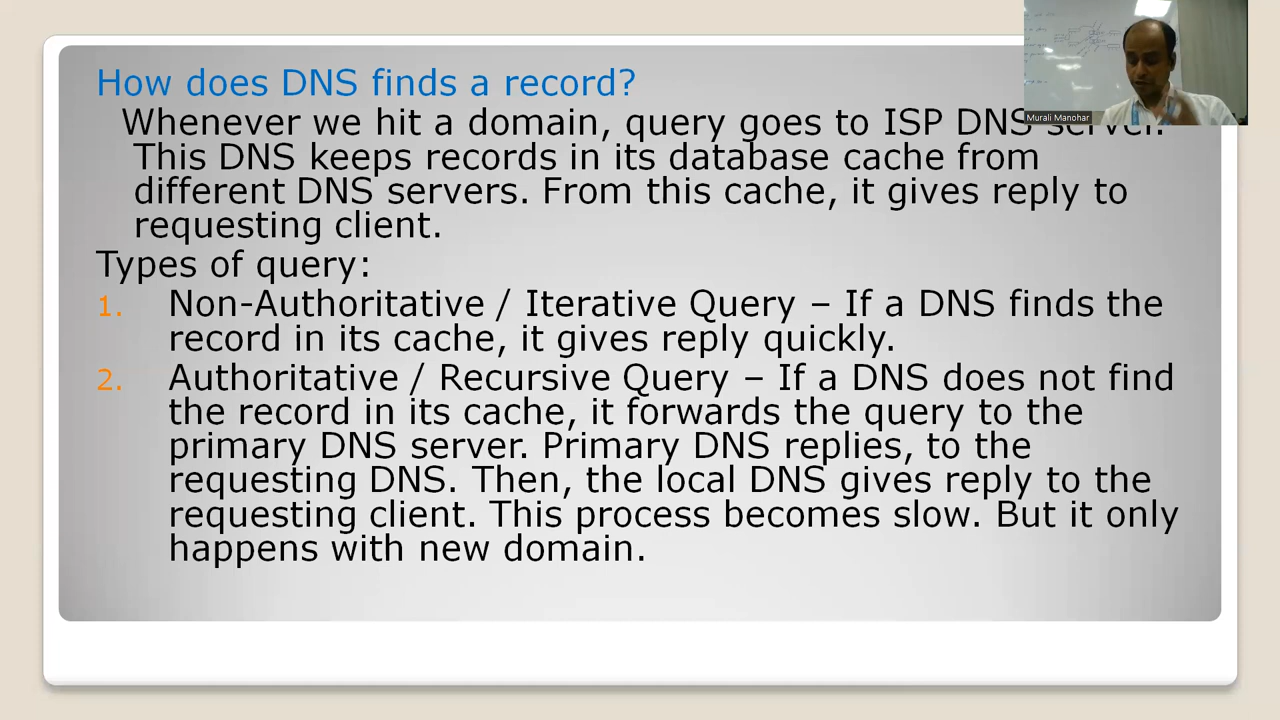 How does DNS finds a record?
Whenever we hit a domain, query goes to ISP DNS server.
This DNS keeps records in its database cache from
different DNS servers. From this cache, it gives reply to
requesting client.
Types of query:
1. Non-Authoritative / Iterative Query – If a DNS finds the
record in its cache, it gives reply quickly.
2. Authoritative / Recursive Query – If a DNS does not find
the record in its cache, it forwards the query to the
primary DNS server. Primary DNS replies, to the
requesting DNS. Then, the local DNS gives reply to the
requesting client. This process becomes slow. But it only
happens with new domain.
Murali Manohar